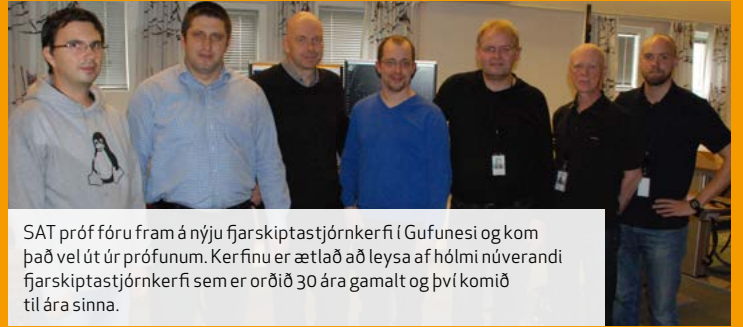 SAT próf fóru fram á nýju fjarskiptastjórnkerfi í Gufunesi og kom
það vel út úr prófunum. Kerfinu er ætlað að leysa af hólmi núverandi
fjarskiptastjórnkerfi sem er orðið 30 ára gamalt og því komið
til ára sinna.